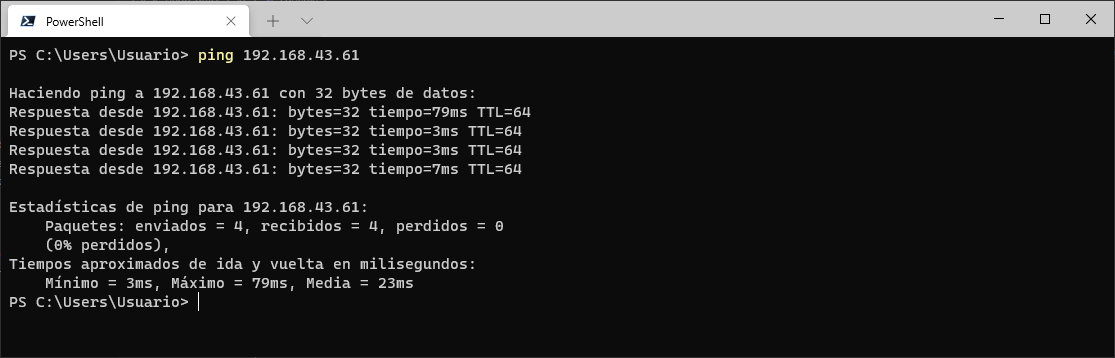 PowerShell
PS C:\Users\Usuario> ping 192.168.43.61
Haciendo ping a 192.168.43.61 con 32 bytes de datos:
Respuesta desde 192.168.43.61: bytes=32 tiempo=79ms TTL=64
Respuesta desde 192.168.43.61: bytes=32 tiempo=3ms TTL=64
Respuesta desde 192.168.43.61: bytes=32 tiempo=3ms TTL=64
Respuesta desde 192.168.43.61: bytes=32 tiempo=7ms TTL=64
Estadísticas de ping para 192.168.43.61:
Paquetes: enviados = 4, recibidos = 4, perdidos = 0
(0% perdidos),
Tiempos aproximados de ida y vuelta en milisegundos:
Mínimo = 3ms, Máximo = 79ms, Media = 23ms
PS C:\Users\Usuario>